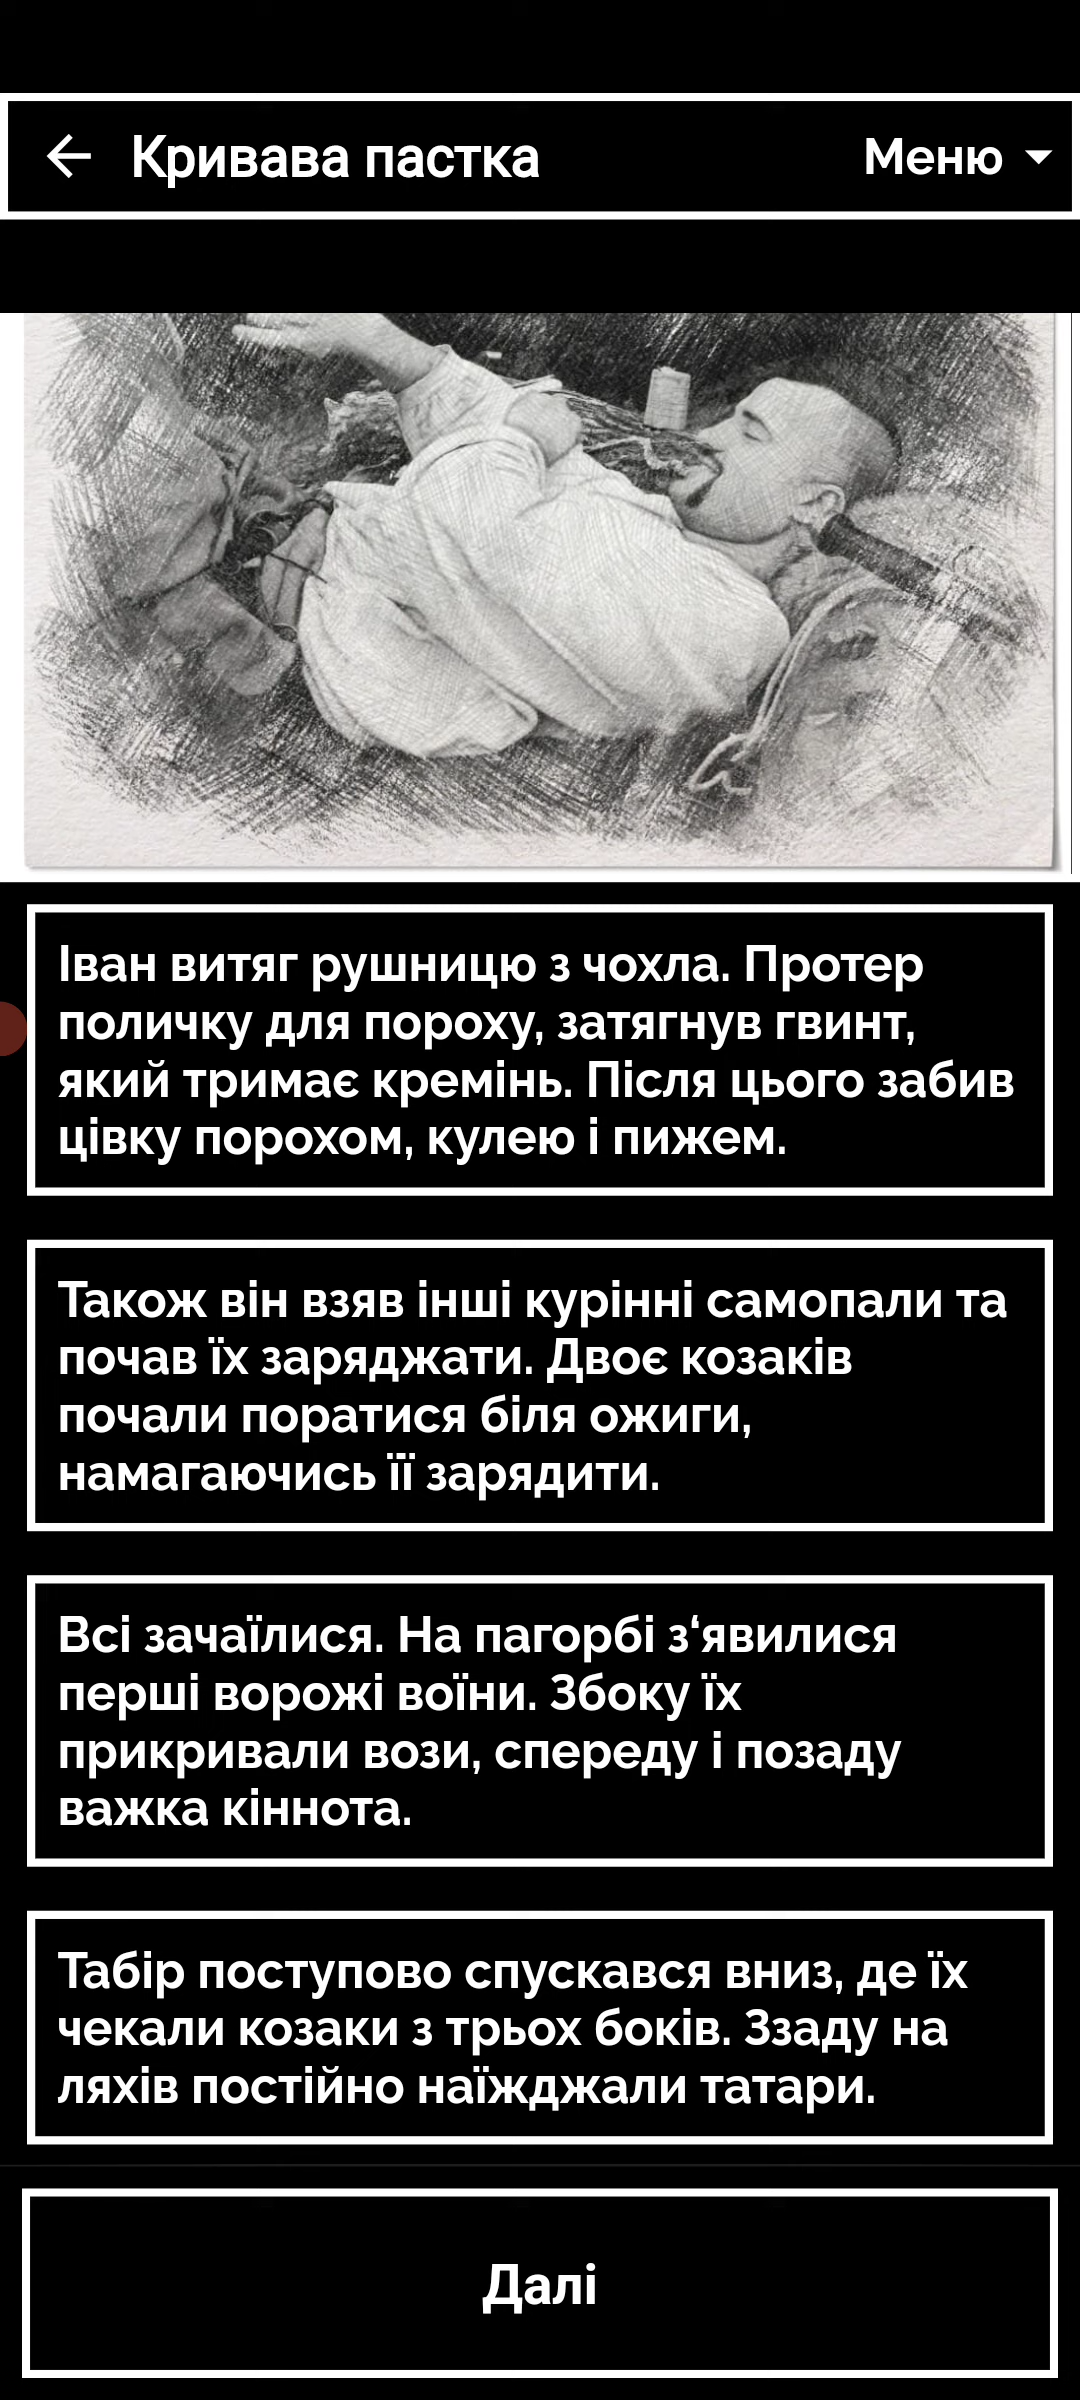 Кривава пастка
Меню
Іван витяг рушницю з чохла. Протер
поличку для пороху, затягнув гвинт,
який тримає кремінь. Після цього забив
цівку порохом, кулею і пижем.
Також він взяв інші курінні самопали та
почав їх заряджати. Двоє козаків
почали поратися біля ожиги,
намагаючись її зарядити.
Всі зачаїлися. На пагорбі з‘явилися
перші ворожі воїни. Збоку їх
прикривали вози, спереду і позаду
важка кіннота.
Табір поступово спускався вниз, де їх
чекали козаки з трьох боків. Ззаду на
ляхів постійно наїжджали татари.
Далі